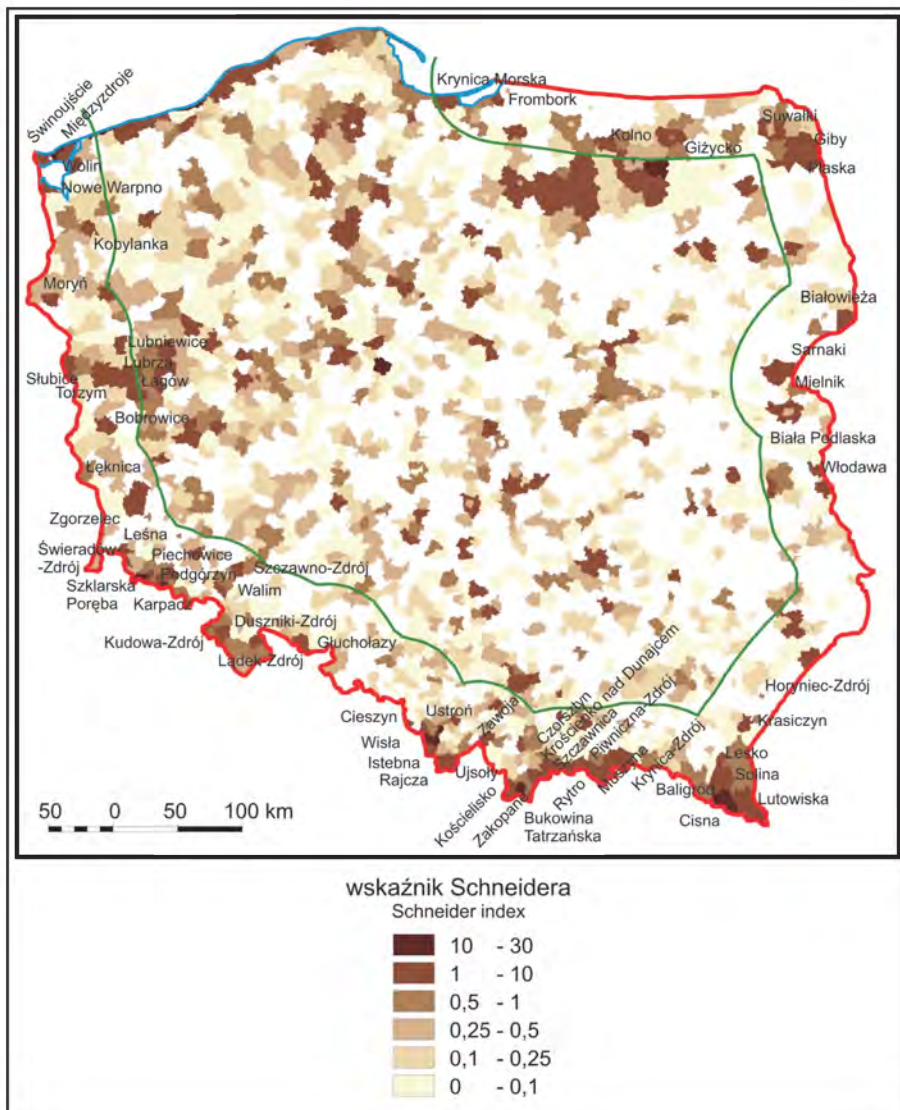 Świnoujście
Międzyzdroje
Krynica Morska
Frombork
Suwałki
Kolno
Giby
Giżycko
Płaska
Wolin
Nowe Warpno
Kobylanka
Moryń
Białowieża
Lubniewice
Sarnaki
Lubrza
Słubice
Łagów
Mielnik
Torzym
Bobrowice
Biała Podlaska
Łęknica
Włodawa
Zgorzelec
Leśna
Świeradów
-Zdrój
Piechowice
Szczawno-Zdrój
Podgórzyn
Szklarska
Poręba
Walim
Karpacz
Duszniki-Zdrój
Kudowa-Zdrój
Głuchołazy
Lądek-Zdrój
Horyniec-Zdrój
Cieszyn
Ustroń
Zawoja
Czorsztyn
Krościenko nad Dunajcem
Szczawnica
Piwniczna-Zdrój
Krasiczyn
Wisła
Istebna
Rajcza
Ujsoły
Kościelisko
Zakopane
Bukowina
Tatrzańska
Rytro
Muszyna
Krynica-Zdrój
Lesko
Solina
Baligród
Lutowiska
Cisna
50 0 50 100 km
wskaźnik Schneidera
Schneider index
10 - 30
1 - 10
0,5 - 1
0,25 - 0,5
0,1 - 0,25
0 - 0,1